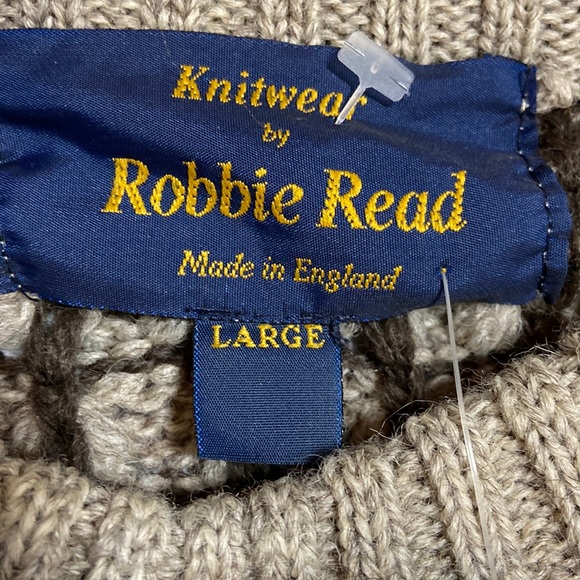 Knitwear
by
Robbie Read
Made in England
LARGE